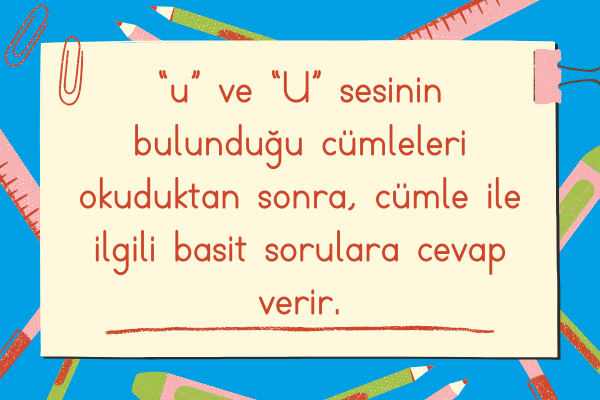 “u” ve “U” sesinin
bulunduğu cümleleri
okuduktan sonra, cümle ile
ilgili basit sorulara cevap
verir.